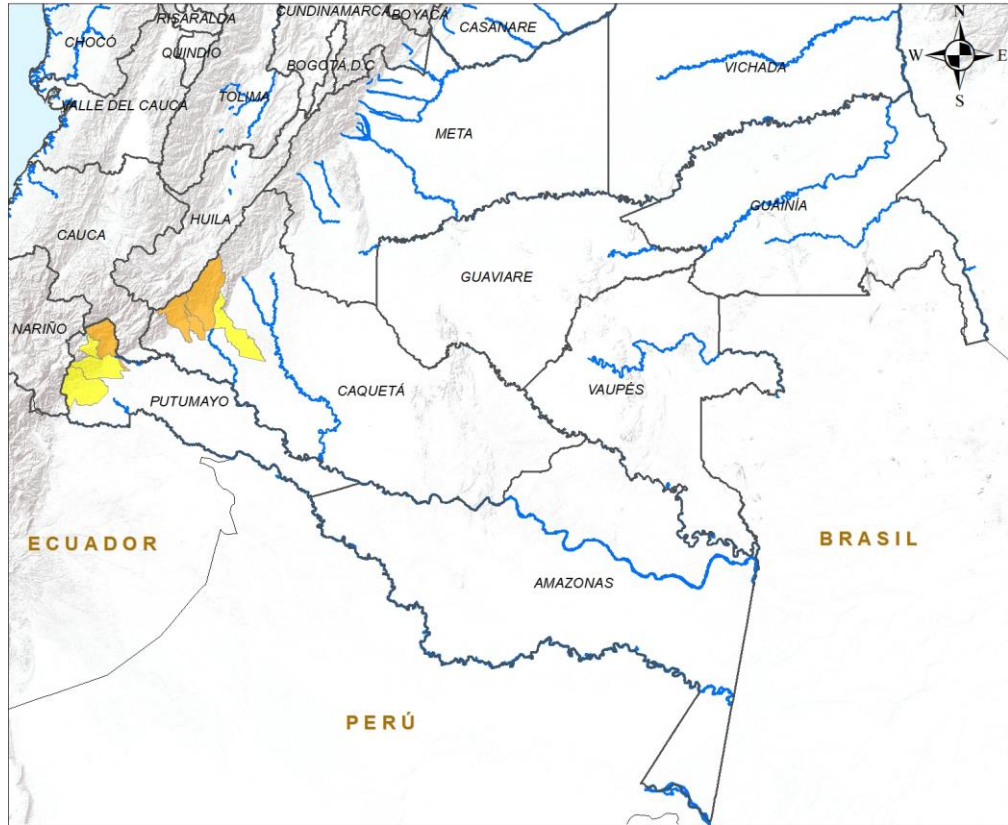 CUNDINAMARCA
BOYACÁ
RISARALDA
CASANARE
N
CHOCÓ
QUINDÍO
BOGOTÁ D.C
W
E
VICHADA
S
VALLE DEL CAUCA
TOLIMA
META
GUAINÍA
HUILA
CAUCA
GUAVIARE
NARIÑO
CAQUETÁ
VAUPÉS
PUTUMAYO
ECUADOR
BRASIL
AMAZONAS
PERÚ